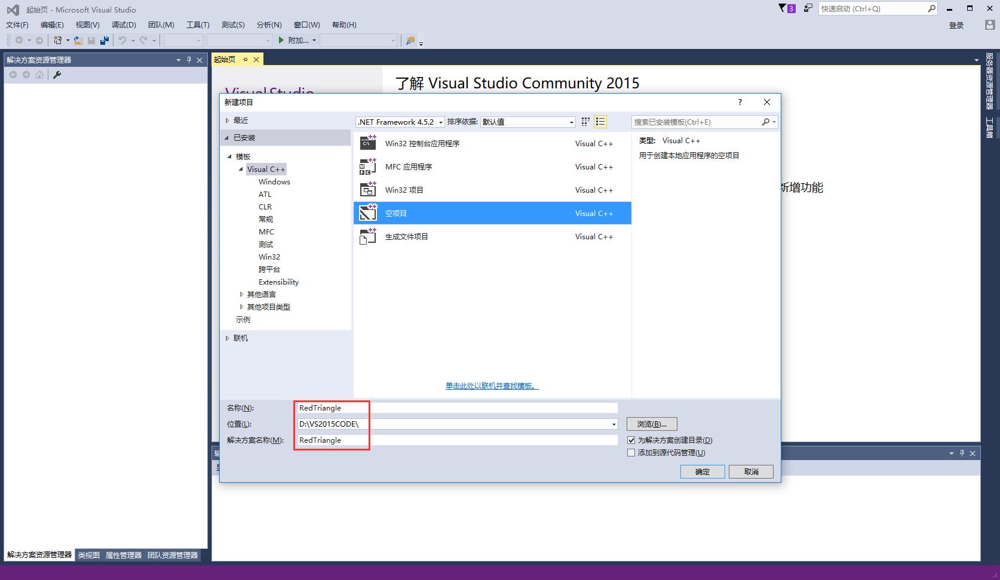 起始页 - Microsoft Visual Studio
3
快速启动 (Ctrl+Q)
文件(F) 编辑(E) 视图(V) 调试(D) 团队(M) 工具(T) 测试(S) 分析(N) 窗口(W) 帮助(H)
登录
附加...
解决方案资源管理器
起始页
服务器资源管理器
工具箱
了解 Visual Studio Community 2015
Visual Studio
新建项目
?
最近
.NET Framework 4.5.2 排序依据: 默认值
搜索已安装模板(Ctrl+E)
已安装
模板
Visual C++
Windows
ATL
CLR
常规
MFC
测试
Win32
跨平台
Extensibility
其他语言
其他项目类型
示例
联机
Win32 控制台应用程序 Visual C++
MFC 应用程序 Visual C++
Win32 项目 Visual C++
空项目 Visual C++
生成文件项目 Visual C++
类型: Visual C++
用于创建本地应用程序的空项目
新增功能
单击此处以联机并查找模板。
名称(N): RedTriangle
位置(L): D:\VS2015CODE\ 浏览(B)...
解决方案名称(M): RedTriangle
为解决方案创建目录(D)
添加到源代码管理(U)
确定 取消
解决方案资源管理器 类视图 属性管理器 团队资源管理器